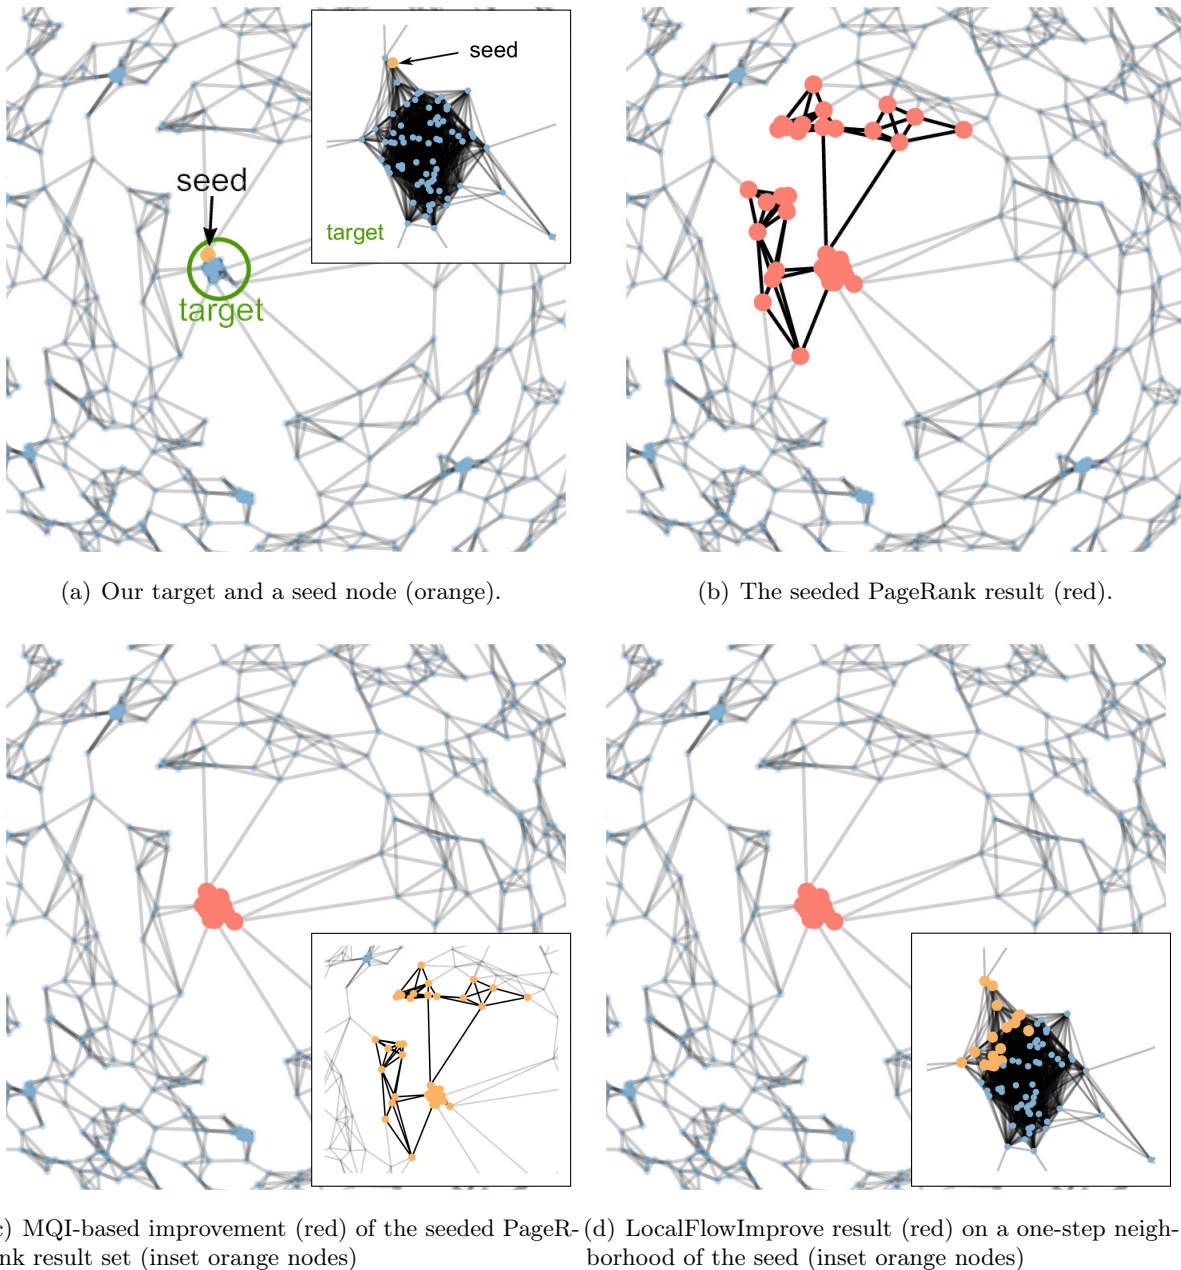 seed
seed
target
target
(a) Our target and a seed node (orange).
(b) The seeded PageRank result (red).
) MQI-based improvement (red) of the seeded PageR-
nk result set (inset orange nodes)
(d) LocalFlowImprove result (red) on a one-step neigh-
borhood of the seed (inset orange nodes)